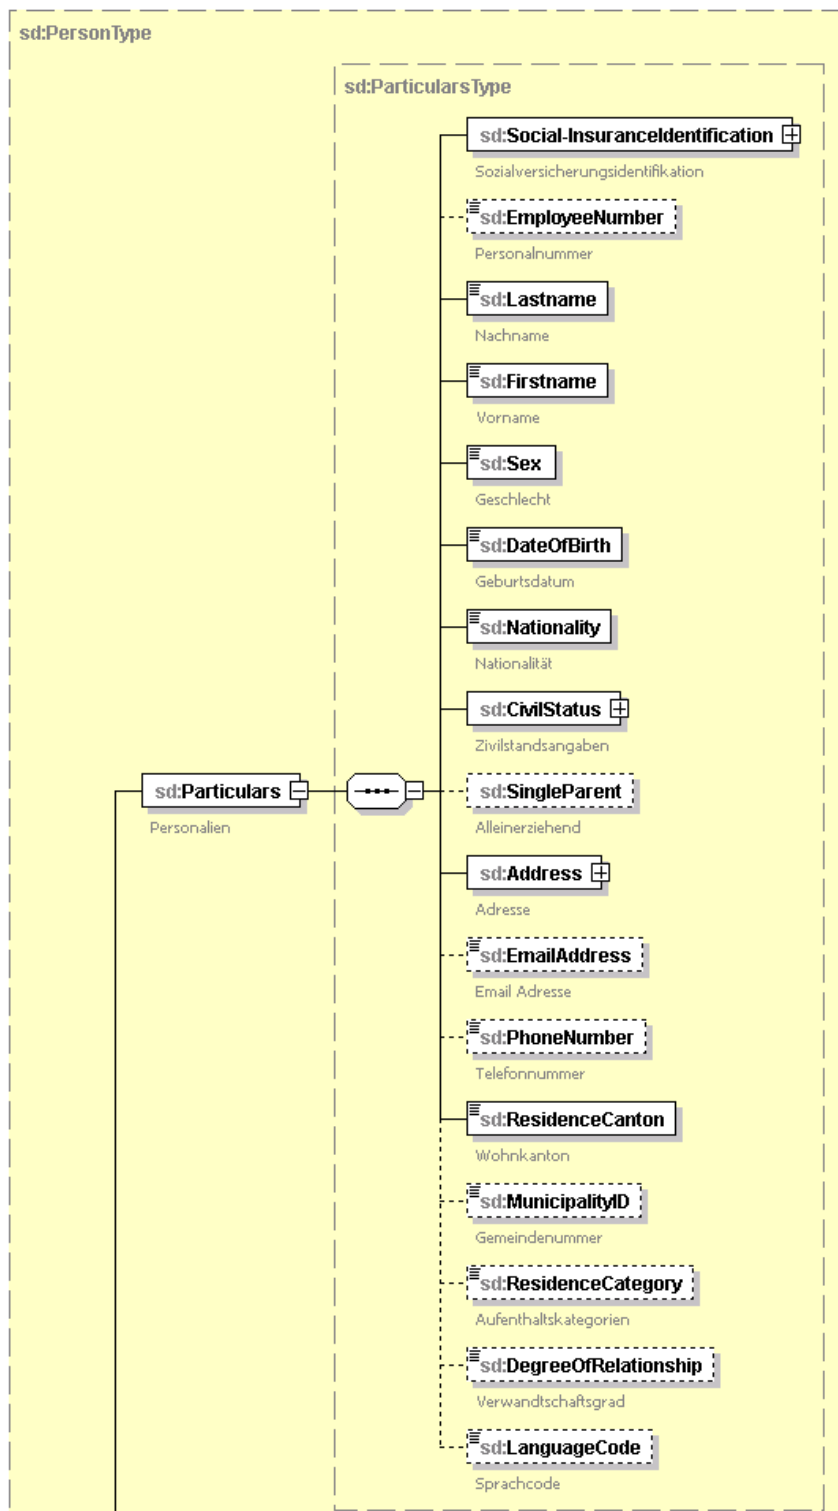 sd:PersonType
sd:ParticularsType
sd:Social-InsuranceIdentification
Sozialversicherungsidentifikation
sd:EmployeeNumber
Personalnummer
sd:Lastname
Nachname
sd:Firstname
Vorname
sd:Sex
Geschlecht
sd:DateOfBirth
Geburtsdatum
sd:Nationality
Nationalität
sd:CivilStatus
Zivilstandsangaben
sd:Particulars
Personalien
sd:SingleParent
Alleinerziehend
sd:Address
Adresse
sd:EmailAddress
Email Adresse
sd:PhoneNumber
Telefonnummer
sd:ResidenceCanton
Wohnkanton
sd:MunicipalityID
Gemeindenummer
sd:ResidenceCategory
Aufenthaltskategorien
sd:DegreeOfRelationship
Verwandtschaftsgrad
sd:LanguageCode
Sprachcode